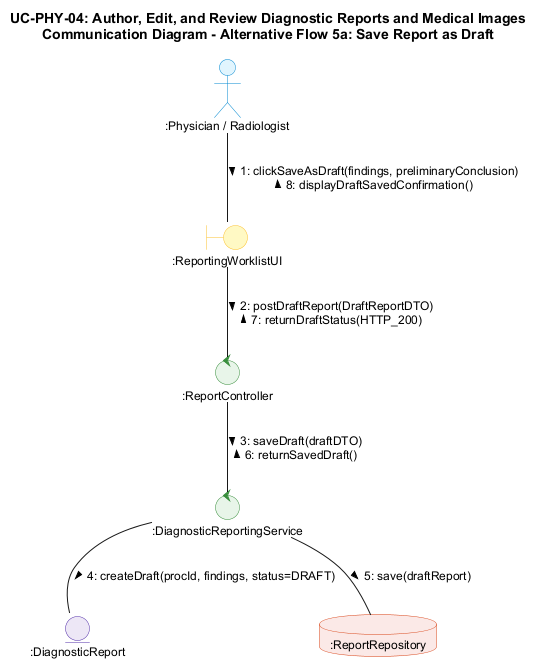 UC-PHY-04: Author, Edit, and Review Diagnostic Reports and Medical Images
Communication Diagram - Alternative Flow 5a: Save Report as Draft
:Physician / Radiologist
1: clickSaveAsDraft(findings, preliminaryConclusion)
8: displayDraftSavedConfirmation()
:ReportingWorklistUI
2: postDraftReport(DraftReportDTO)
7: returnDraftStatus(HTTP_200)
:ReportController
3: saveDraft(draftDTO)
6: returnSavedDraft()
:DiagnosticReportingService
4: createDraft(procId, findings, status=DRAFT)
5: save(draftReport)
:DiagnosticReport
:ReportRepository